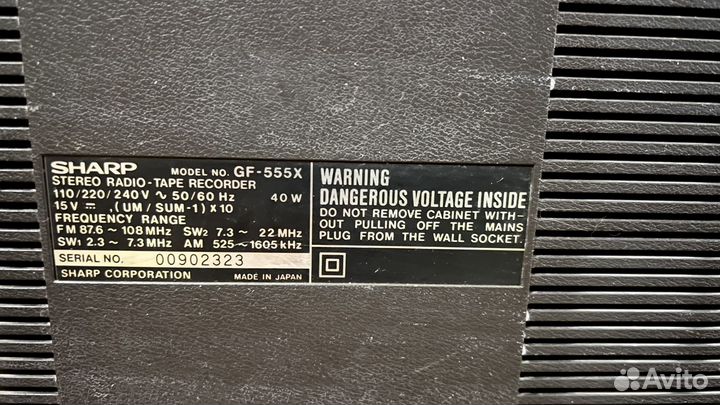 SHARP MODEL NO. GF-555X
STEREO RADIO-TAPE RECORDER
110/220/240V ∿ 50/60 Hz 40W
15V ⎓ (UM/SUM-1) X 10
FREQUENCY RANGE
FM 87.6 ~ 108 MHz SW2 7.3 ~ 22 MHz
SW1 2.3 ~ 7.3 MHz AM 525 ~ 1605 kHz
SERIAL NO. 00902323
SHARP CORPORATION MADE IN JAPAN
WARNING
DANGEROUS VOLTAGE INSIDE
DO NOT REMOVE CABINET WITH-
OUT PULLING OFF THE MAINS
PLUG FROM THE WALL SOCKET.
Avito